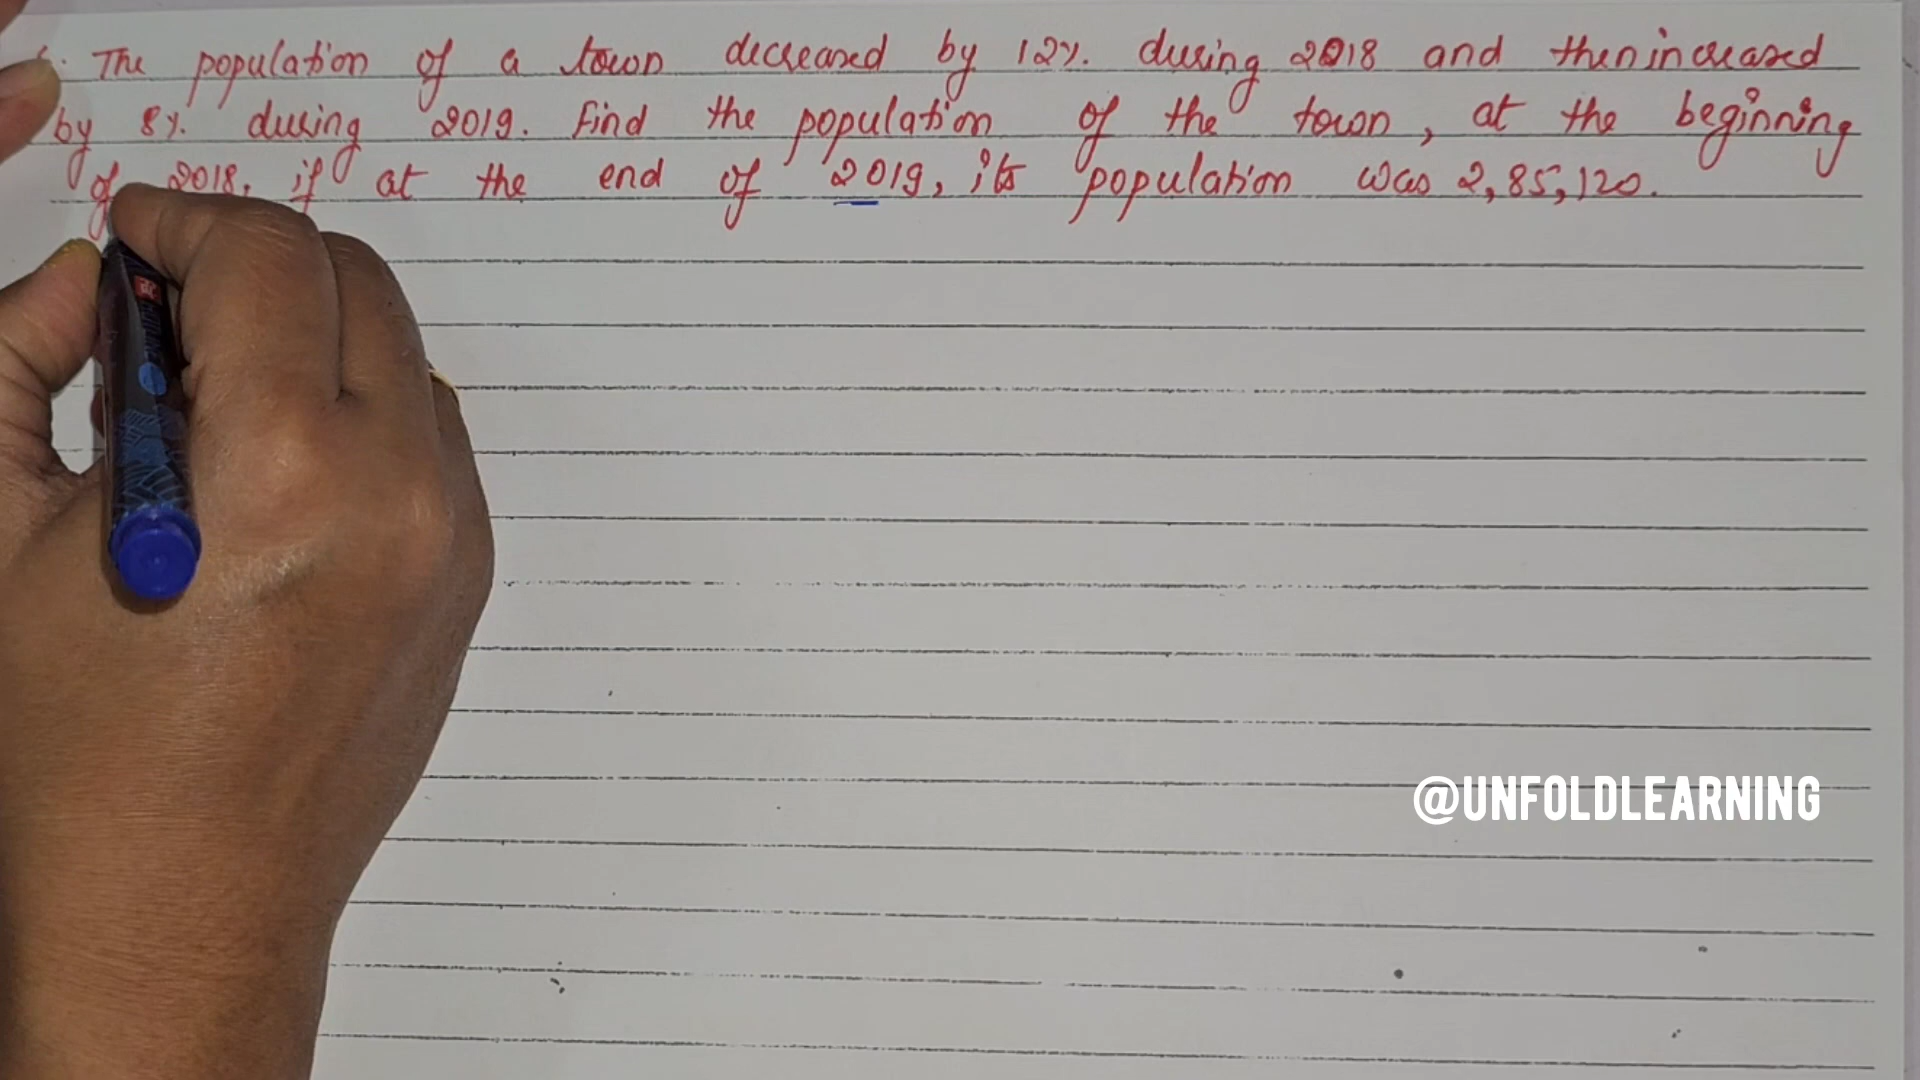 The population of a town decreased by 12%. during 2018 and then increased
by 8%. during 2019. Find the population of the town, at the beginning
of 2018, if at the end of 2019, its population was 2,85,120.
@UNFOLDLEARNING